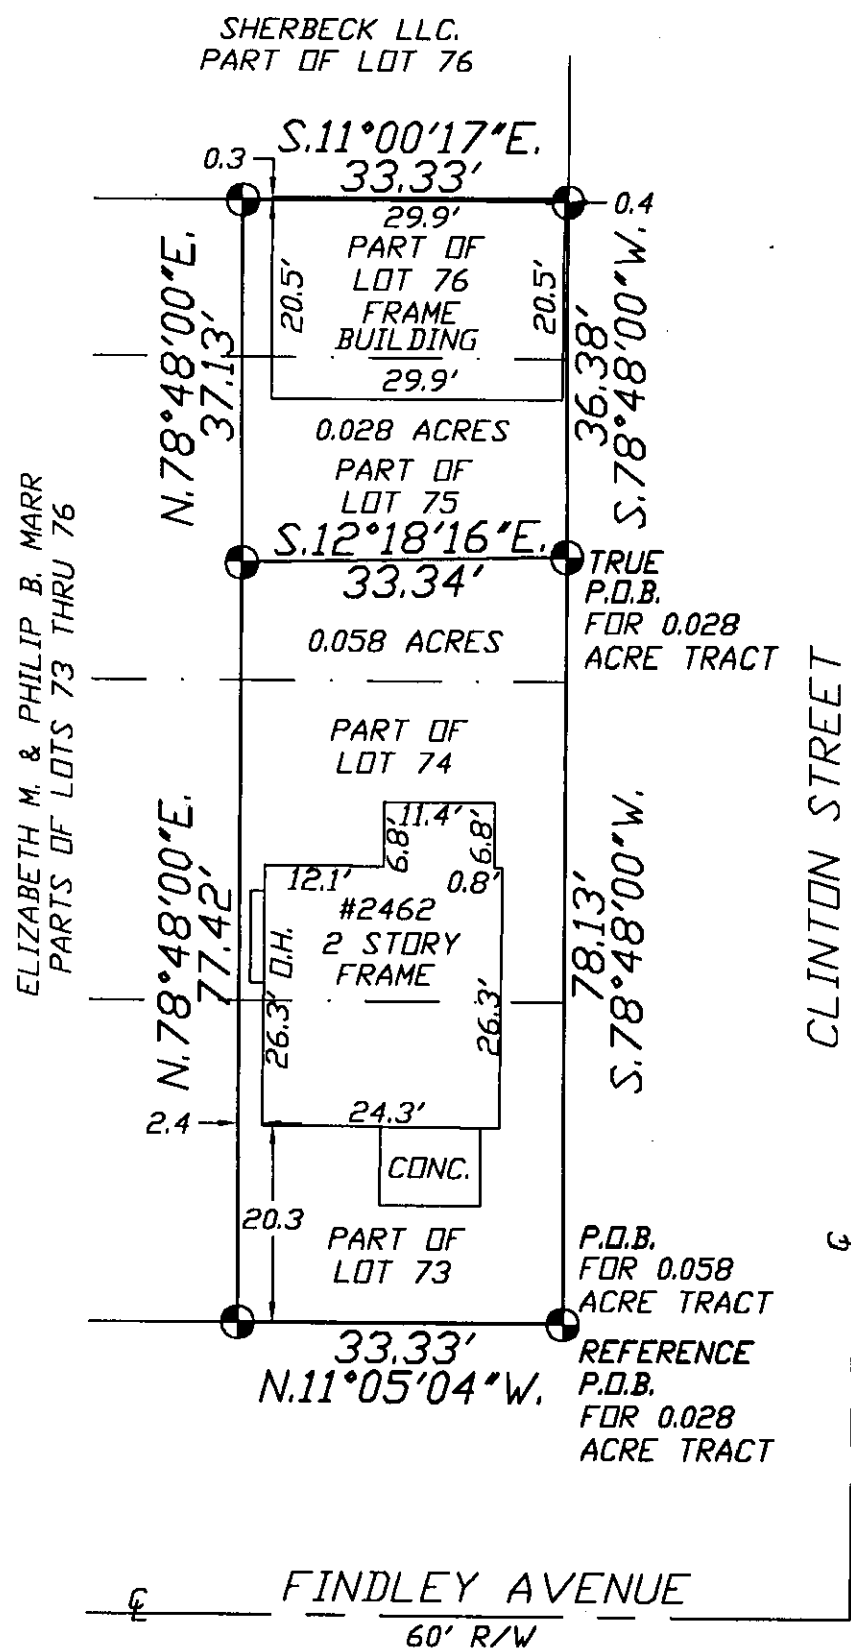 SHERBECK LLC.
PART OF LOT 76
S.11°00'17"E.
33.33'
0.3
0.4
29.9'
PART OF
LOT 76
FRAME
BUILDING
20.5'
20.5'
29.9'
N.78°48'00"E.
37.13'
36.38'
S.78°48'00"W.
0.028 ACRES
PART OF
LOT 75
S.12°18'16"E.
33.34'
TRUE
P.O.B.
FOR 0.028
ACRE TRACT
0.058 ACRES
ELIZABETH M. & PHILIP B. MARR
PARTS OF LOTS 73 THRU 76
CLINTON STREET
PART OF
LOT 74
11.4'
6.8'
6.8'
12.1'
0.8'
#2462
2 STORY
FRAME
26.3' O.H.
26.3'
N.78°48'00"E.
77.42'
78.13'
S.78°48'00"W.
2.4
24.3'
CONC.
20.3
PART OF
LOT 73
P.O.B.
FOR 0.058
ACRE TRACT
℄
33.33'
N.11°05'04"W.
REFERENCE
P.O.B.
FOR 0.028
ACRE TRACT
℄
FINDLEY AVENUE
60' R/W